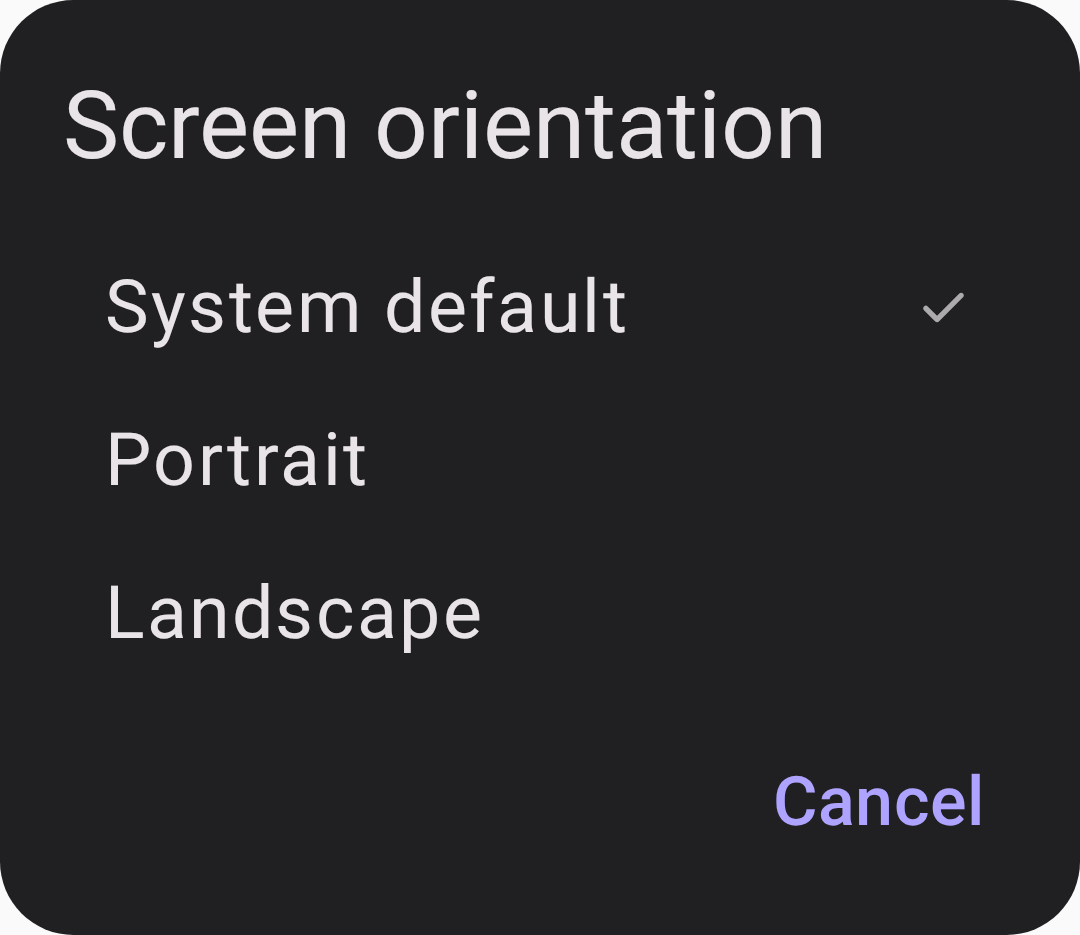 Screen orientation
System default
Portrait
Landscape
Cancel